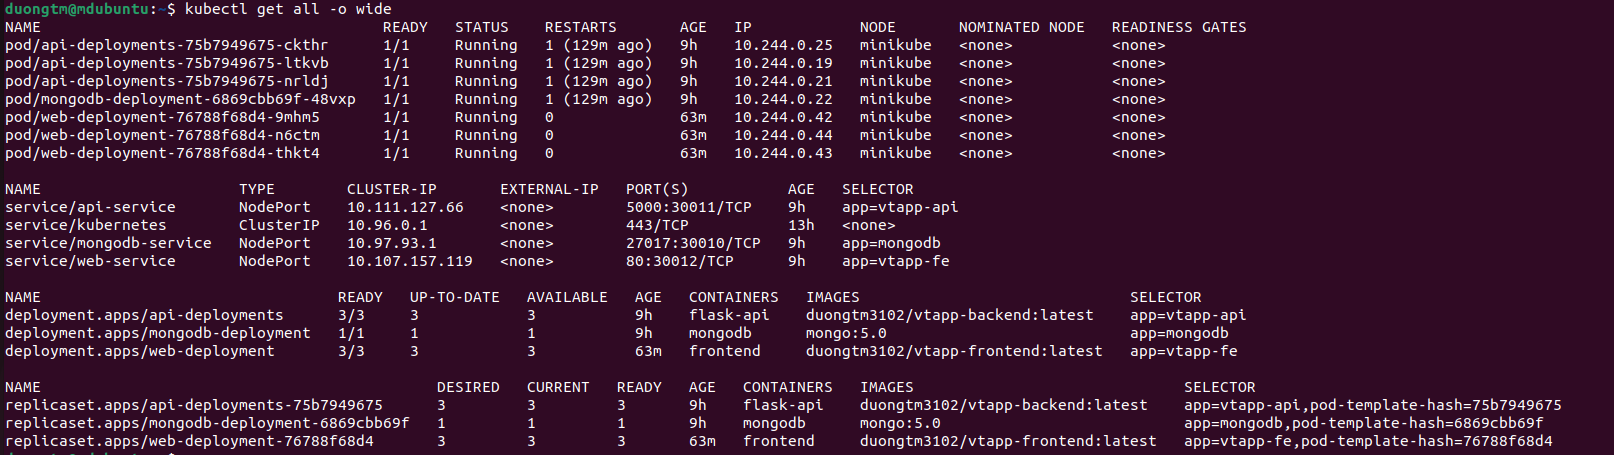 duongtm@mdubuntu:~$ kubectl get all -o wide
NAME READY STATUS RESTARTS AGE IP NODE NOMINATED NODE READINESS GATES
pod/api-deployments-75b7949675-ckthr 1/1 Running 1 (129m ago) 9h 10.244.0.25 minikube <none> <none>
pod/api-deployments-75b7949675-ltkvb 1/1 Running 1 (129m ago) 9h 10.244.0.19 minikube <none> <none>
pod/api-deployments-75b7949675-nrldj 1/1 Running 1 (129m ago) 9h 10.244.0.21 minikube <none> <none>
pod/mongodb-deployment-6869cbb69f-48vxp 1/1 Running 1 (129m ago) 9h 10.244.0.22 minikube <none> <none>
pod/web-deployment-76788f68d4-9mhm5 1/1 Running 0 63m 10.244.0.42 minikube <none> <none>
pod/web-deployment-76788f68d4-n6ctm 1/1 Running 0 63m 10.244.0.44 minikube <none> <none>
pod/web-deployment-76788f68d4-thkt4 1/1 Running 0 63m 10.244.0.43 minikube <none> <none>
NAME TYPE CLUSTER-IP EXTERNAL-IP PORT(S) AGE SELECTOR
service/api-service NodePort 10.111.127.66 <none> 5000:30011/TCP 9h app=vtapp-api
service/kubernetes ClusterIP 10.96.0.1 <none> 443/TCP 13h <none>
service/mongodb-service NodePort 10.97.93.1 <none> 27017:30010/TCP 9h app=mongodb
service/web-service NodePort 10.107.157.119 <none> 80:30012/TCP 9h app=vtapp-fe
NAME READY UP-TO-DATE AVAILABLE AGE CONTAINERS IMAGES SELECTOR
deployment.apps/api-deployments 3/3 3 3 9h flask-api duongtm3102/vtapp-backend:latest app=vtapp-api
deployment.apps/mongodb-deployment 1/1 1 1 9h mongodb mongo:5.0 app=mongodb
deployment.apps/web-deployment 3/3 3 3 63m frontend duongtm3102/vtapp-frontend:latest app=vtapp-fe
NAME DESIRED CURRENT READY AGE CONTAINERS IMAGES SELECTOR
replicaset.apps/api-deployments-75b7949675 3 3 3 9h flask-api duongtm3102/vtapp-backend:latest app=vtapp-api,pod-template-hash=75b7949675
replicaset.apps/mongodb-deployment-6869cbb69f 1 1 1 9h mongodb mongo:5.0 app=mongodb,pod-template-hash=6869cbb69f
replicaset.apps/web-deployment-76788f68d4 3 3 3 63m frontend duongtm3102/vtapp-frontend:latest app=vtapp-fe,pod-template-hash=76788f68d4